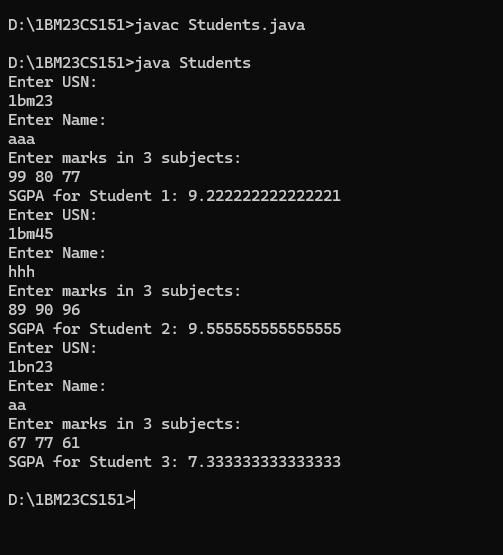 D:\1BM23CS151>javac Students.java
D:\1BM23CS151>java Students
Enter USN:
1bm23
Enter Name:
aaa
Enter marks in 3 subjects:
99 80 77
SGPA for Student 1: 9.222222222222221
Enter USN:
1bm45
Enter Name:
hhh
Enter marks in 3 subjects:
89 90 96
SGPA for Student 2: 9.555555555555555
Enter USN:
1bn23
Enter Name:
aa
Enter marks in 3 subjects:
67 77 61
SGPA for Student 3: 7.333333333333333
D:\1BM23CS151>